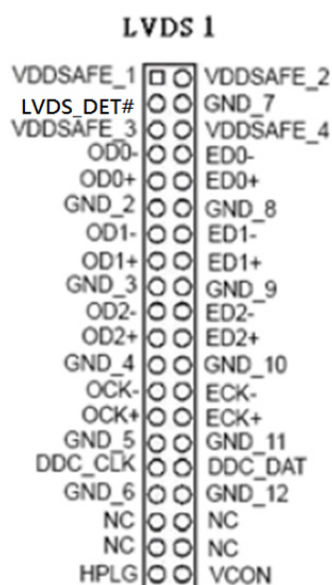 LVDS 1
VDDSAFE_1 VDDSAFE_2
LVDS_DET# GND_7
VDDSAFE_3 VDDSAFE_4
OD0- ED0-
OD0+ ED0+
GND_2 GND_8
OD1- ED1-
OD1+ ED1+
GND_3 GND_9
OD2- ED2-
OD2+ ED2+
GND_4 GND_10
OCK- ECK-
OCK+ ECK+
GND_5 GND_11
DDC_CLK DDC_DAT
GND_6 GND_12
NC NC
NC NC
HPLG VCON